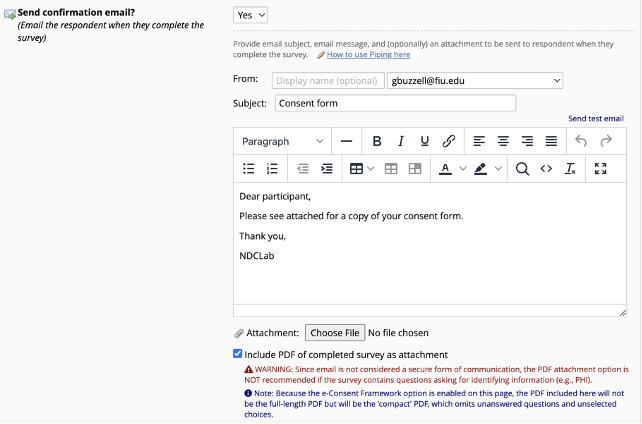 Send confirmation email?
(Email the respondent when they complete the
survey)
Yes
Provide email subject, email message, and (optionally) an attachment to be sent to respondent when they
complete the survey. How to use Piping here
From: Display name (optional) gbuzzell@fiu.edu
Subject: Consent form
Send test email
Paragraph B I U
A
Dear participant,
Please see attached for a copy of your consent form.
Thank you,
NDCLab
Attachment: Choose File No file chosen
Include PDF of completed survey as attachment
WARNING: Since email is not considered a secure form of communication, the PDF attachment option is
NOT recommended if the survey contains questions asking for identifying information (e.g., PHI).
Note: Because the e-Consent Framework option is enabled on this page, the PDF included here will not
be the full-length PDF but will be the 'compact' PDF, which omits unanswered questions and unselected
choices.